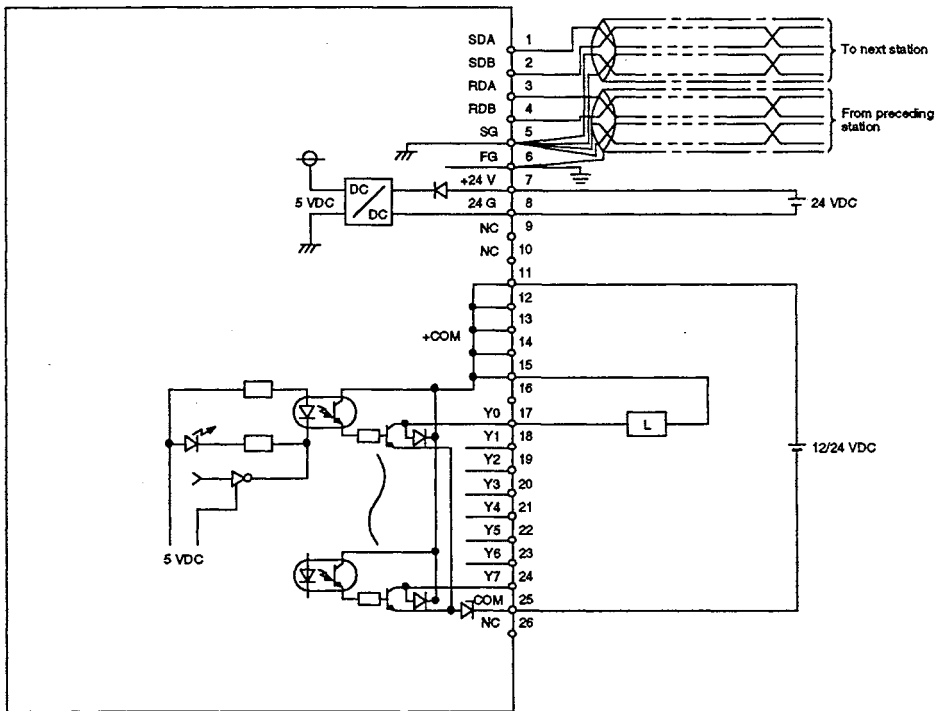 SDA 1
SDB 2
RDA 3
RDB 4
SG 5
FG 6
+24 V 7
24 G 8
NC 9
NC 10
11
12
13
+COM 14
15
16
Y0 17
Y1 18
Y2 19
Y3 20
Y4 21
Y5 22
Y6 23
Y7 24
COM 25
NC 26
To next station
From preceding
station
5 VDC
DC
DC
24 VDC
L
12/24 VDC
5 VDC